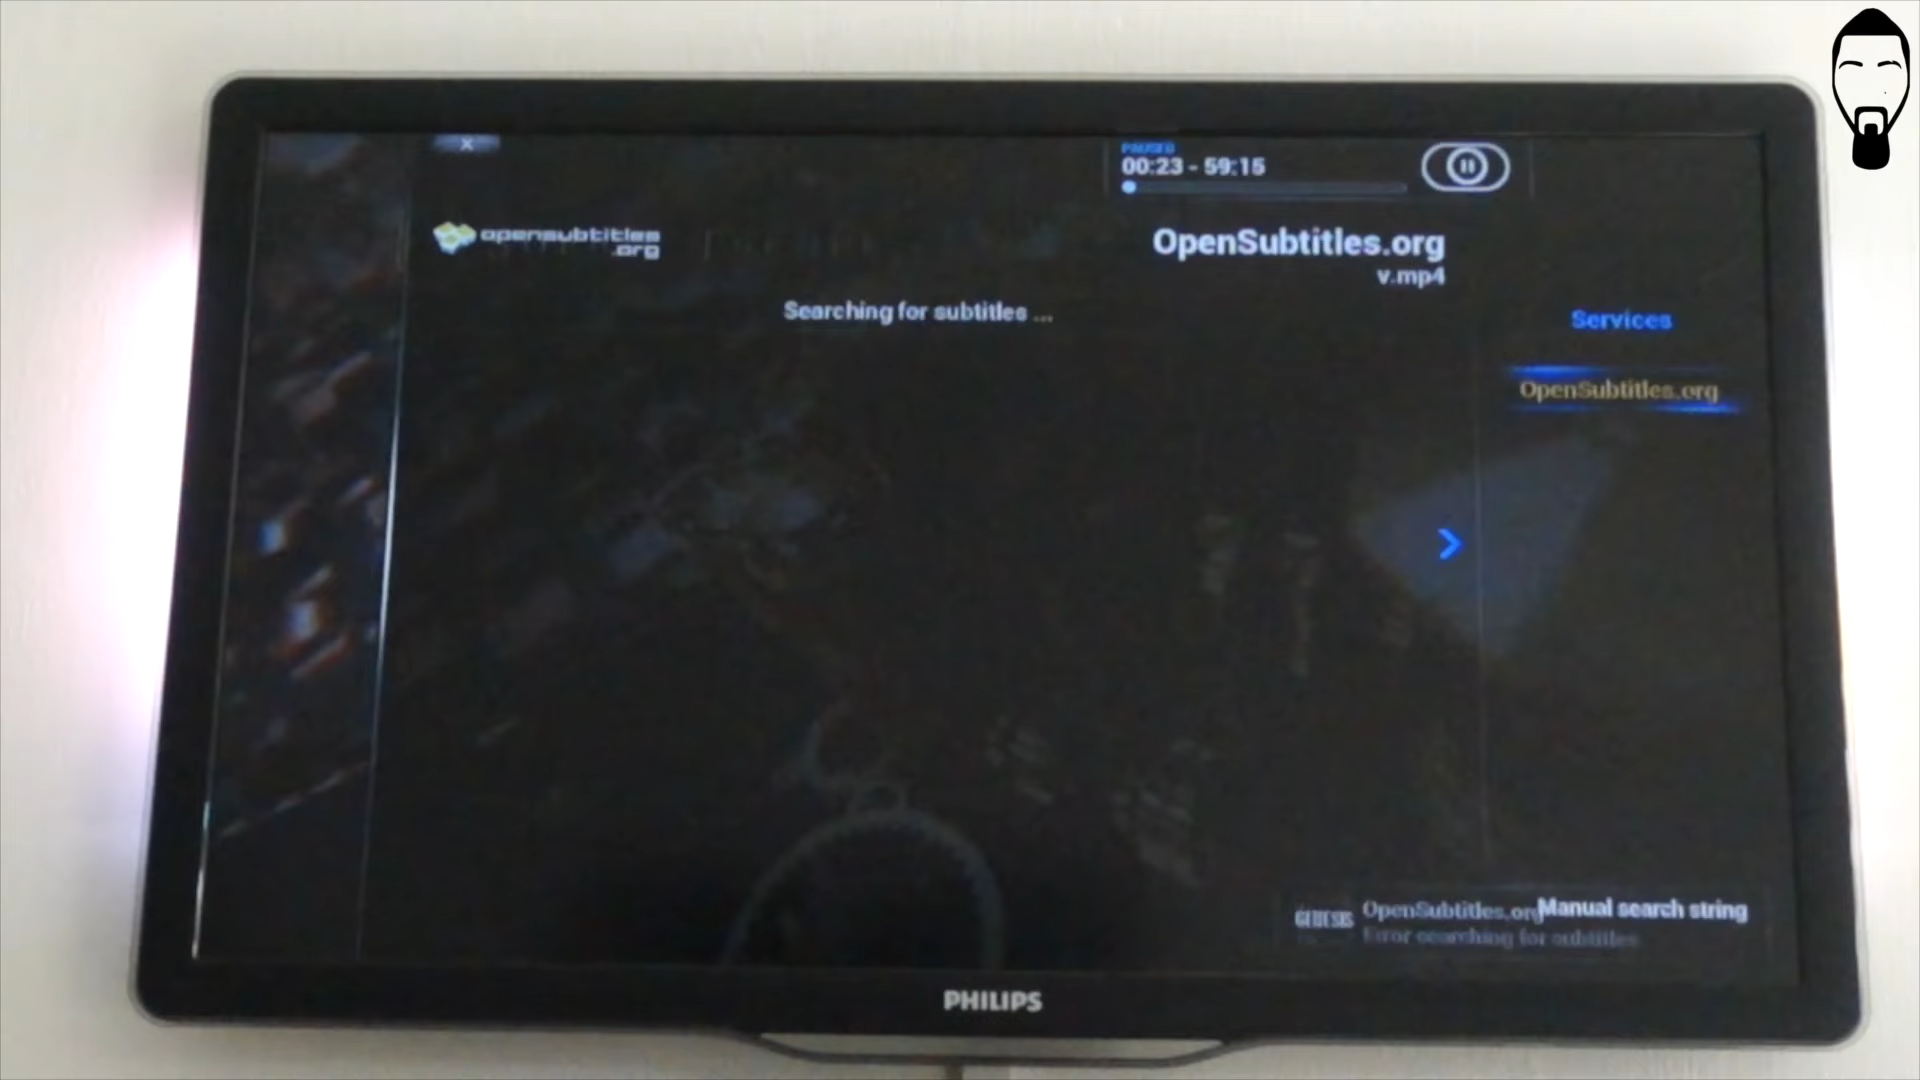 PAUSED
00:23 - 59:15
opensubtitles
.org
OpenSubtitles.org
v.mp4
Searching for subtitles ...
Services
OpenSubtitles.org
GENESIS
OpenSubtitles.org
Manual search string
Error searching for subtitles
PHILIPS